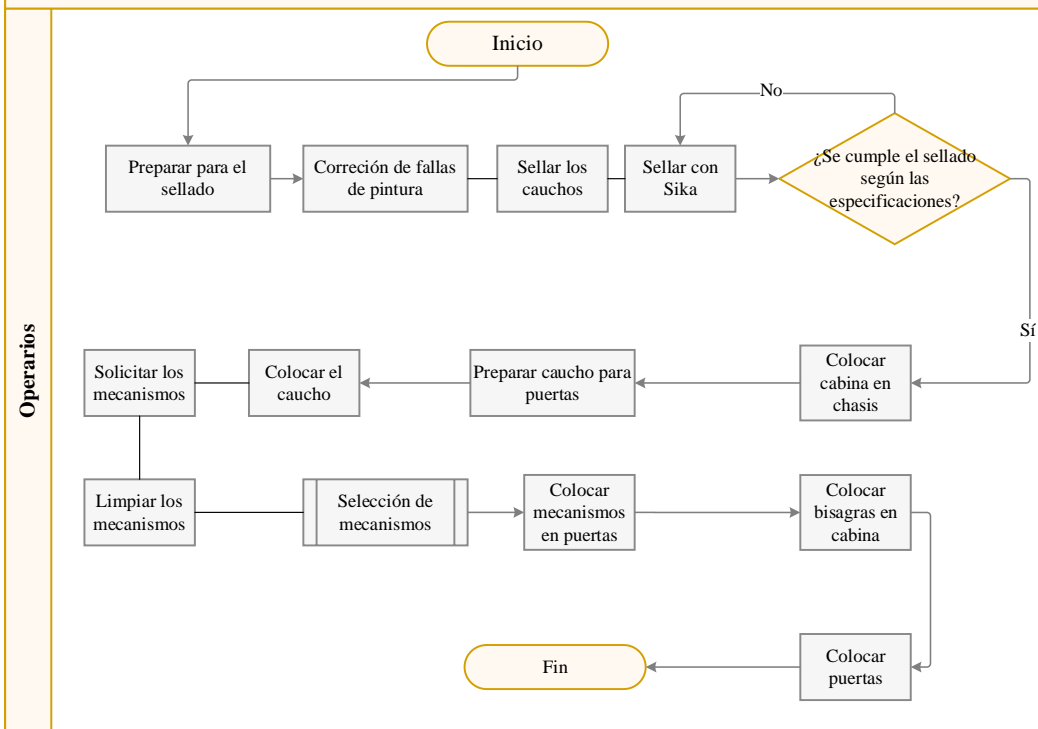 Operarios
Inicio
Preparar para el
sellado
Correción de fallas
de pintura
Sellar los
cauchos
Sellar con
Sika
No
¿Se cumple el sellado
según las
especificaciones?
Sí
Colocar
cabina en
chasis
Preparar caucho para
puertas
Colocar el
caucho
Solicitar los
mecanismos
Limpiar los
mecanismos
Selección de
mecanismos
Colocar
mecanismos
en puertas
Colocar
bisagras en
cabina
Colocar
puertas
Fin